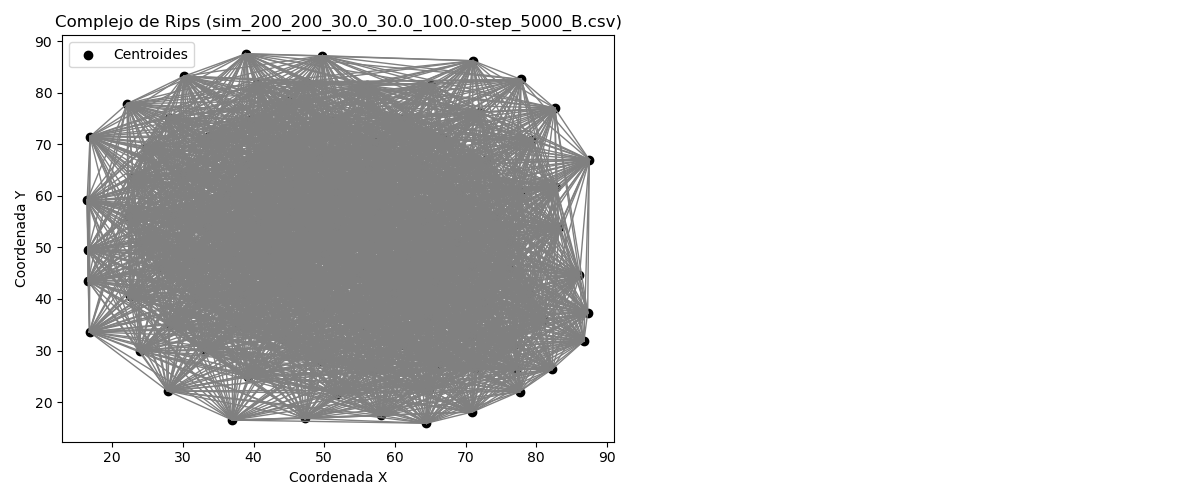 Complejo de Rips (sim_200_200_30.0_30.0_100.0-step_5000_B.csv)
Centroides
90
80
70
60
50
40
30
20
Coordenada Y
20 30 40 50 60 70 80 90
Coordenada X